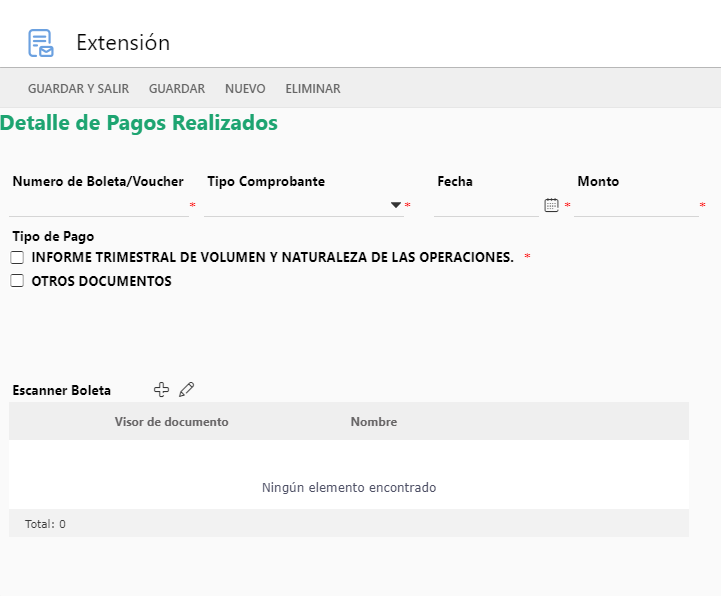 Extensión
GUARDAR Y SALIR GUARDAR NUEVO ELIMINAR
Detalle de Pagos Realizados
Numero de Boleta/Voucher Tipo Comprobante Fecha Monto
* * * *
Tipo de Pago
INFORME TRIMESTRAL DE VOLUMEN Y NATURALEZA DE LAS OPERACIONES. *
OTROS DOCUMENTOS
Escanner Boleta
Visor de documento Nombre
Ningún elemento encontrado
Total: 0